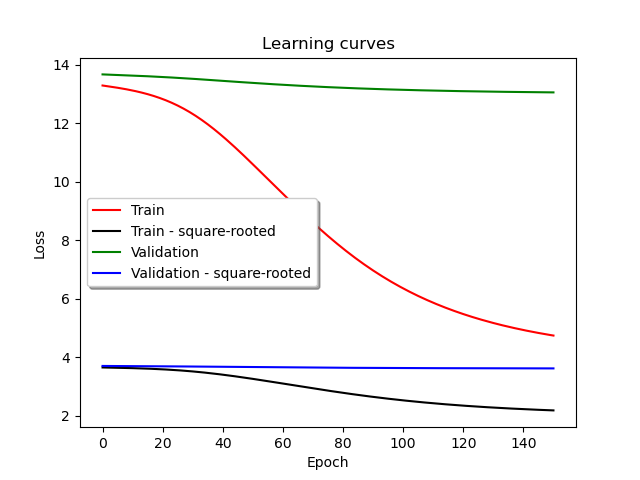 Learning curves
Loss
14
12
10
8
6
4
2
Train
Train - square-rooted
Validation
Validation - square-rooted
0 20 40 60 80 100 120 140
Epoch